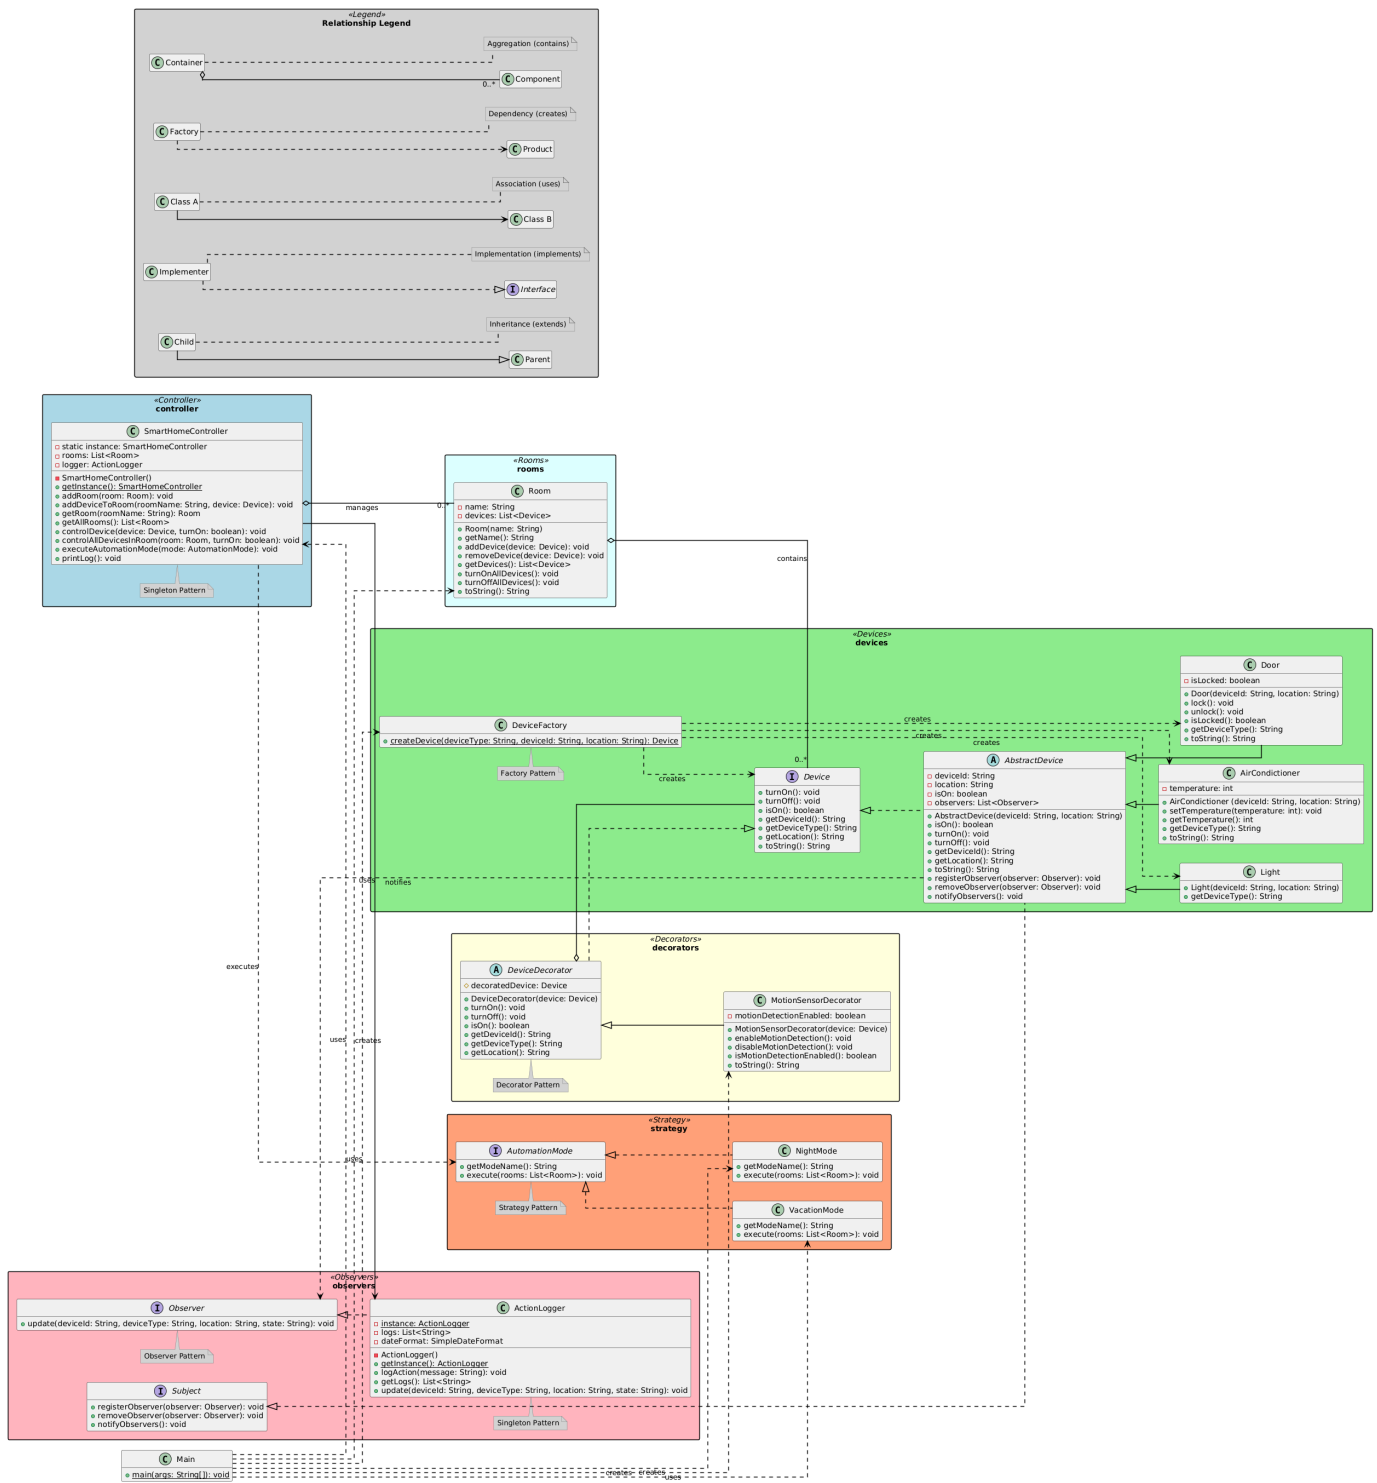 «Legend»
Relationship Legend
Aggregation (contains)
C Container
C Component
0..*
Dependency (creates)
C Factory
C Product
Association (uses)
C Class A
C Class B
Implementation (implements)
C Implementer
I Interface
Inheritance (extends)
C Child
C Parent
«Controller»
controller
C SmartHomeController
static instance: SmartHomeController
rooms: List<Room>
logger: ActionLogger
SmartHomeController()
getInstance(): SmartHomeController
addRoom(room: Room): void
addDeviceToRoom(roomName: String, device: Device): void
getRoom(roomName: String): Room
getAllRooms(): List<Room>
controlDevice(device: Device, turnOn: boolean): void
controlAllDevicesInRoom(room: Room, turnOn: boolean): void
executeAutomationMode(mode: AutomationMode): void
printLog(): void
Singleton Pattern
manages
0..*
«Rooms»
rooms
C Room
name: String
devices: List<Device>
Room(name: String)
getName(): String
addDevice(device: Device): void
removeDevice(device: Device): void
getDevices(): List<Device>
turnOnAllDevices(): void
turnOffAllDevices(): void
toString(): String
contains
0..*
«Devices»
devices
C DeviceFactory
createDevice(deviceType: String, deviceId: String, location: String): Device
Factory Pattern
creates
creates
creates
creates
I Device
turnOn(): void
turnOff(): void
isOn(): boolean
getDeviceId(): String
getDeviceType(): String
getLocation(): String
toString(): String
A AbstractDevice
deviceId: String
location: String
isOn: boolean
observers: List<Observer>
AbstractDevice(deviceId: String, location: String)
isOn(): boolean
turnOn(): void
turnOff(): void
getDeviceId(): String
getLocation(): String
toString(): String
registerObserver(observer: Observer): void
removeObserver(observer: Observer): void
notifyObservers(): void
C Door
isLocked: boolean
Door(deviceId: String, location: String)
lock(): void
unlock(): void
isLocked(): boolean
getDeviceType(): String
toString(): String
C AirCondictioner
temperature: int
AirCondictioner (deviceId: String, location: String)
setTemperature(temperature: int): void
getTemperature(): int
getDeviceType(): String
toString(): String
C Light
Light(deviceId: String, location: String)
getDeviceType(): String
uses
notifies
executes
uses
creates
uses
«Decorators»
decorators
A DeviceDecorator
decoratedDevice: Device
DeviceDecorator(device: Device)
turnOn(): void
turnOff(): void
isOn(): boolean
getDeviceId(): String
getDeviceType(): String
getLocation(): String
Decorator Pattern
C MotionSensorDecorator
motionDetectionEnabled: boolean
MotionSensorDecorator(device: Device)
enableMotionDetection(): void
disableMotionDetection(): void
isMotionDetectionEnabled(): boolean
toString(): String
«Strategy»
strategy
I AutomationMode
getModeName(): String
execute(rooms: List<Room>): void
Strategy Pattern
C NightMode
getModeName(): String
execute(rooms: List<Room>): void
C VacationMode
getModeName(): String
execute(rooms: List<Room>): void
«Observers»
observers
I Observer
update(deviceId: String, deviceType: String, location: String, state: String): void
Observer Pattern
C ActionLogger
instance: ActionLogger
logs: List<String>
dateFormat: SimpleDateFormat
ActionLogger()
getInstance(): ActionLogger
logAction(message: String): void
getLogs(): List<String>
update(deviceId: String, deviceType: String, location: String, state: String): void
Singleton Pattern
I Subject
registerObserver(observer: Observer): void
removeObserver(observer: Observer): void
notifyObservers(): void
C Main
main(args: String[]): void
creates
creates
uses